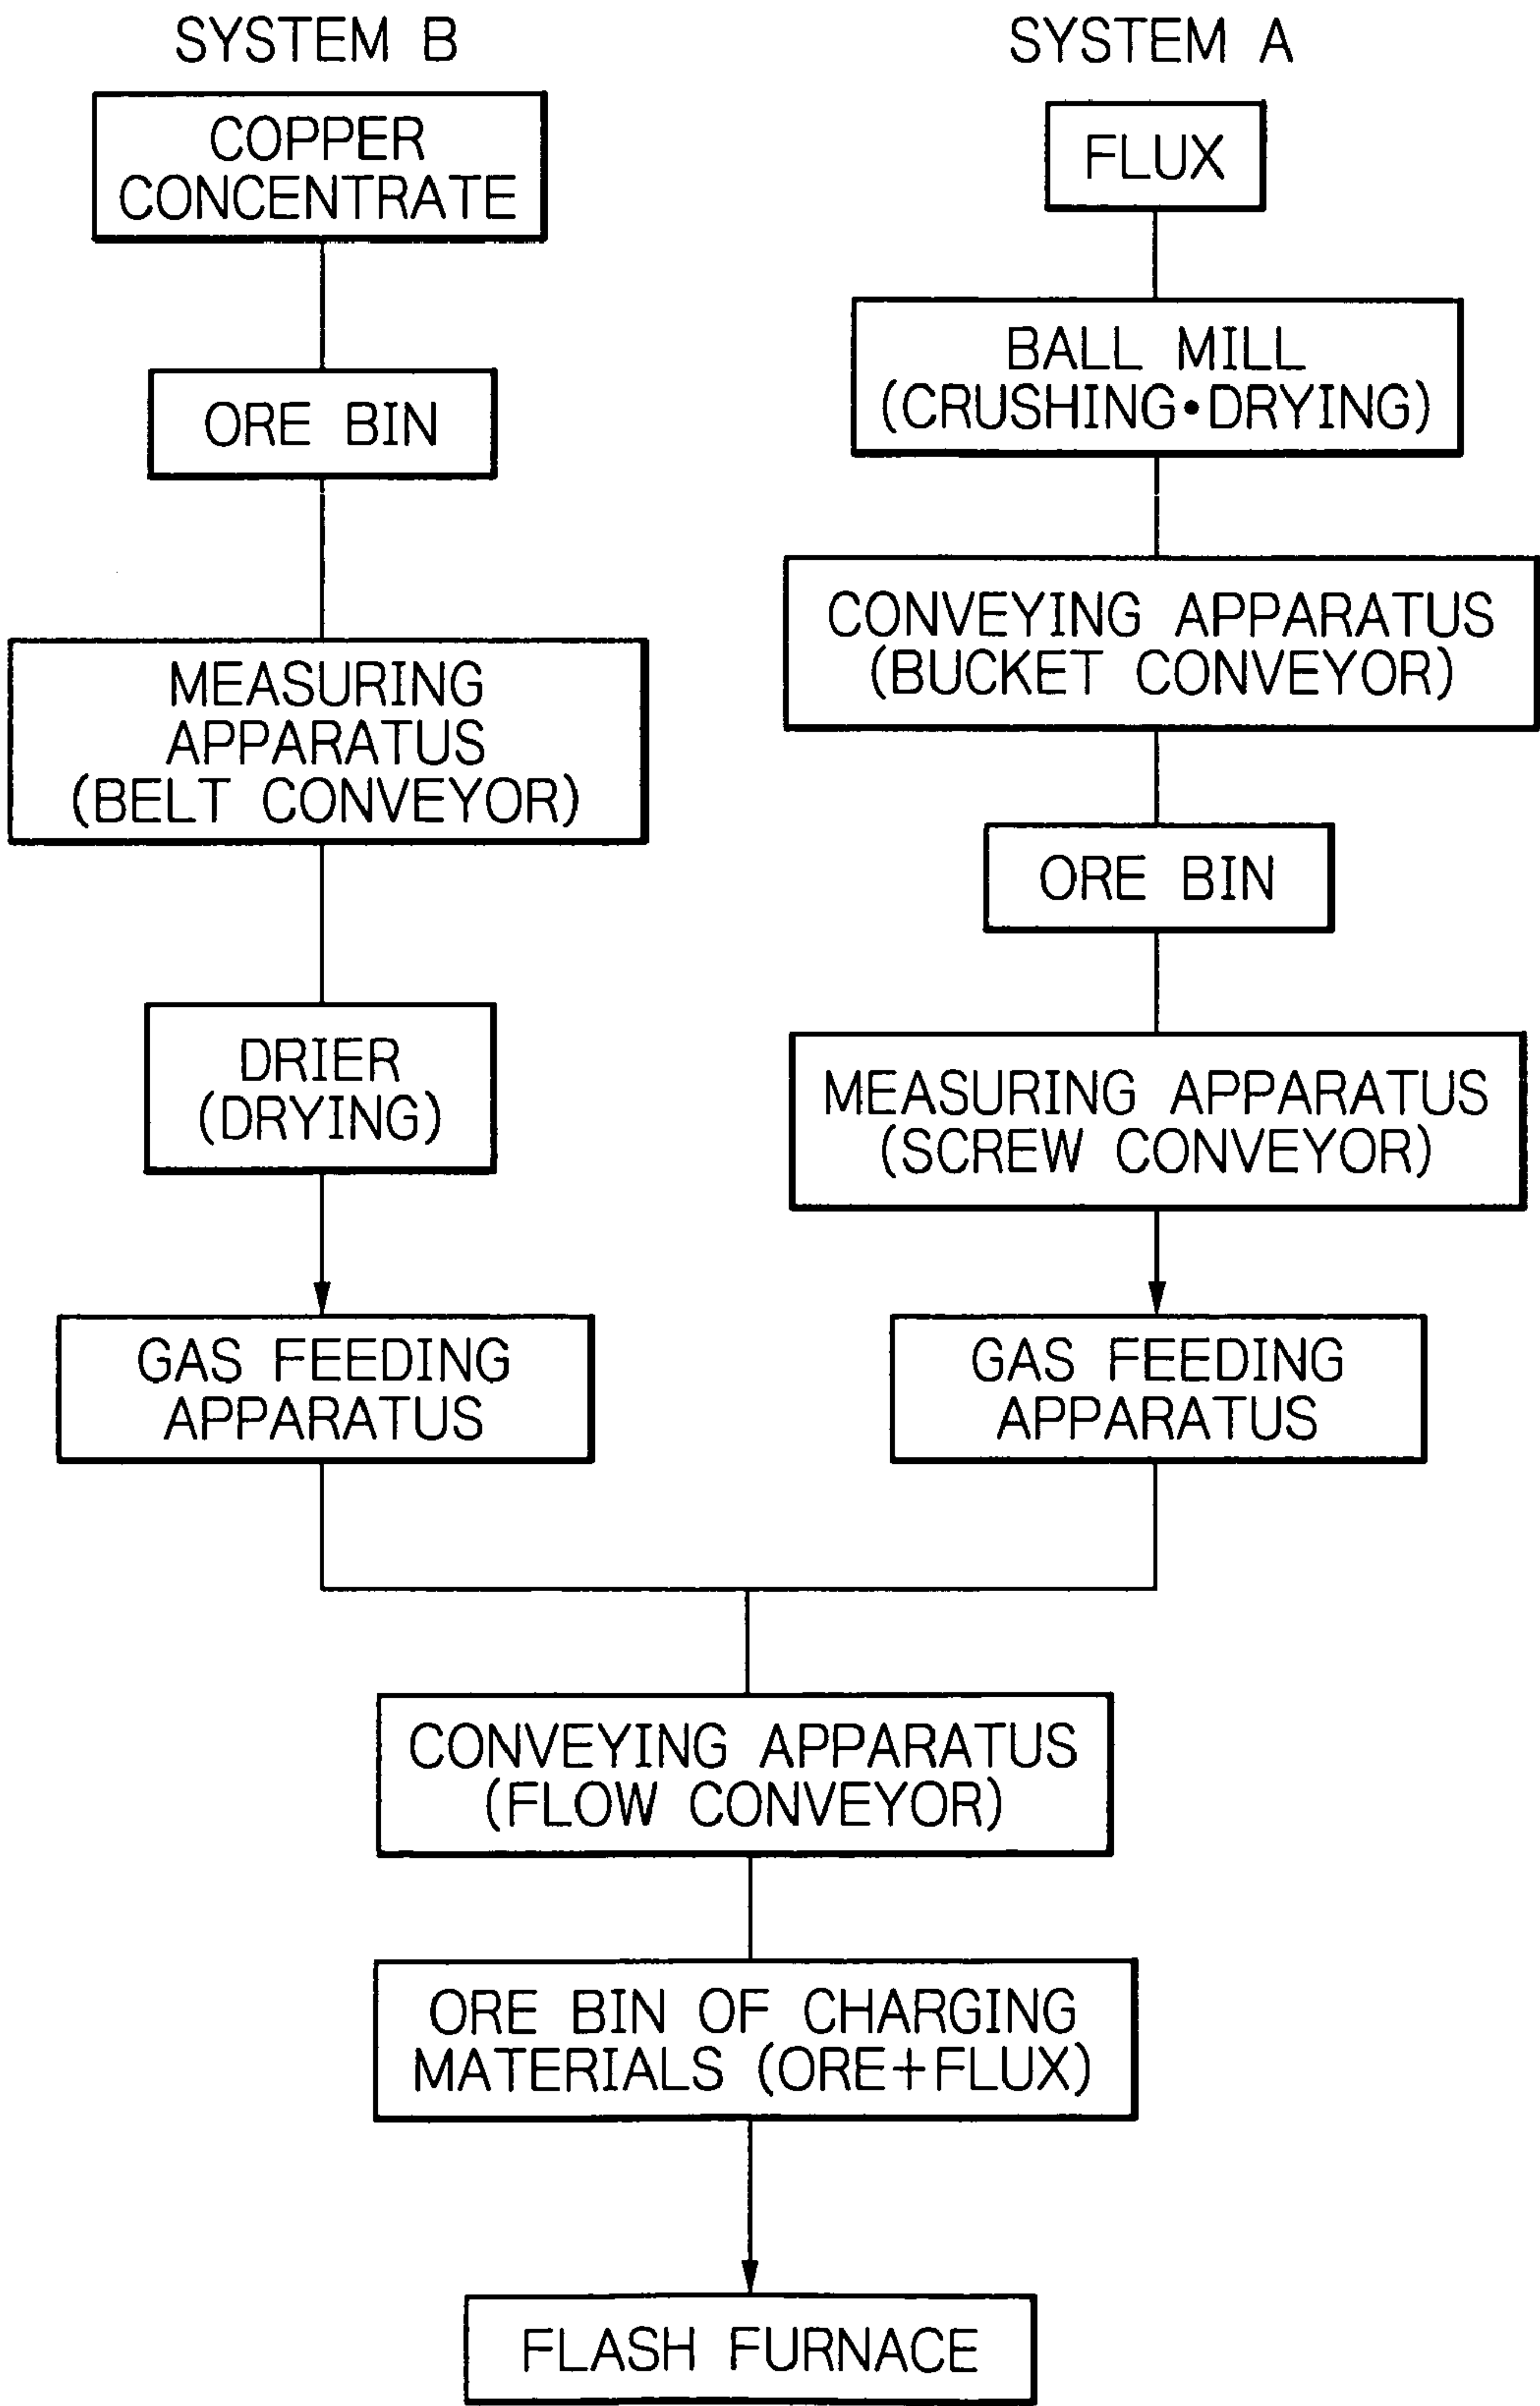 SYSTEM B
COPPER
CONCENTRATE
ORE BIN
MEASURING
APPARATUS
(BELT CONVEYOR)
DRIER
(DRYING)
GAS FEEDING
APPARATUS
SYSTEM A
FLUX
BALL MILL
(CRUSHING•DRYING)
CONVEYING APPARATUS
(BUCKET CONVEYOR)
ORE BIN
MEASURING APPARATUS
(SCREW CONVEYOR)
GAS FEEDING
APPARATUS
CONVEYING APPARATUS
(FLOW CONVEYOR)
ORE BIN OF CHARGING
MATERIALS (ORE+FLUX)
FLASH FURNACE